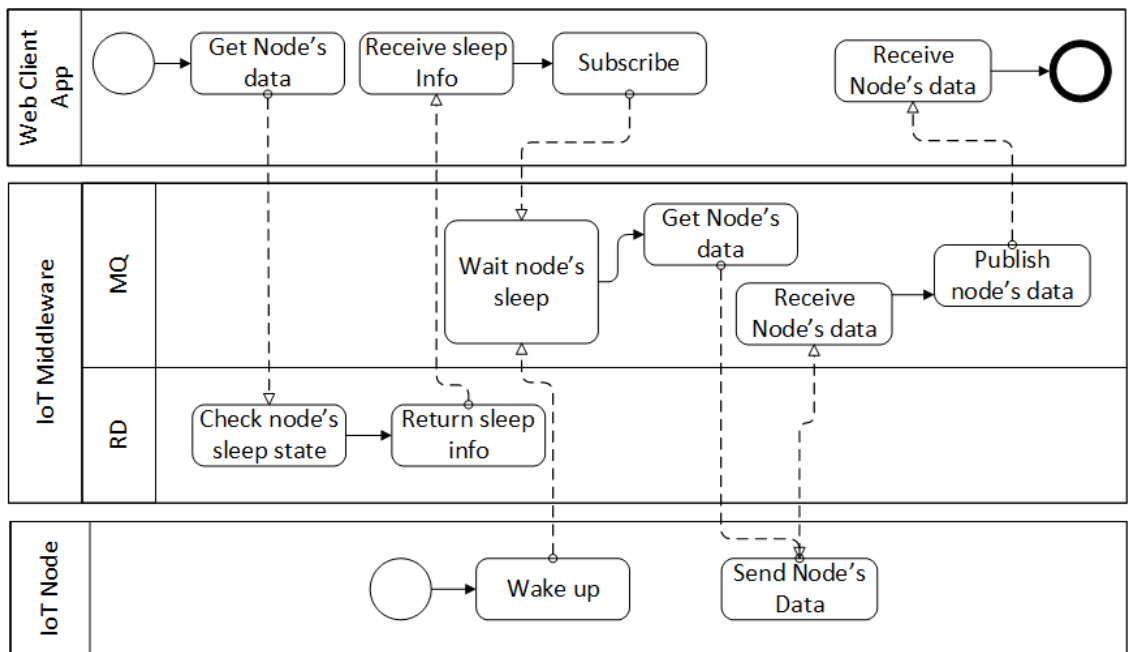 Web Client
App
Get Node's
data
Receive sleep
Info
Subscribe
Receive
Node's data
IoT Middleware
MQ
Wait node's
sleep
Get Node's
data
Receive
Node's data
Publish
node's data
RD
Check node's
sleep state
Return sleep
info
IoT Node
Wake up
Send Node's
Data